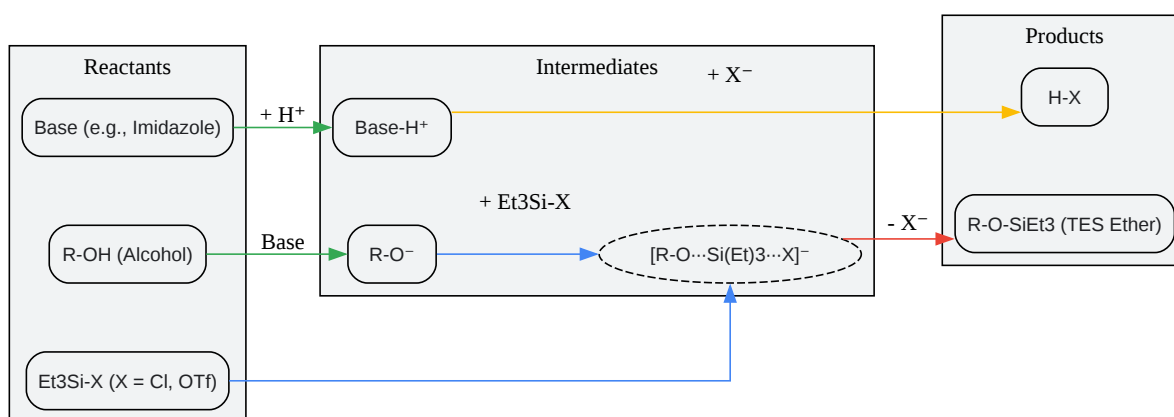 Reactants
Base (e.g., Imidazole)
R-OH (Alcohol)
Et3Si-X (X = Cl, OTf)
+ H⁺
Base
Intermediates
+ X⁻
Base-H⁺
+ Et3Si-X
R-O⁻
[R-O···Si(Et)3···X]⁻
- X⁻
Products
H-X
R-O-SiEt3 (TES Ether)